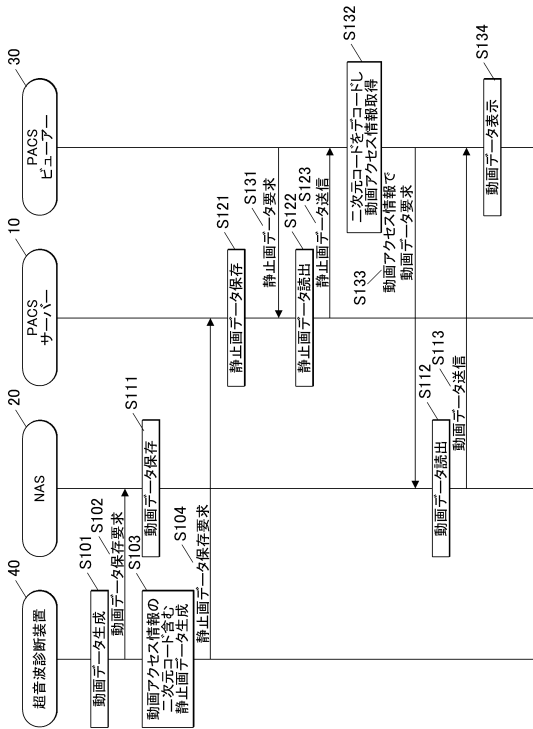 40
超音波診断装置
20
NAS
10
PACS
サーバー
30
PACS
ビューアー
S101
動画データ生成
S102
動画データ保存要求
S103
動画アクセス情報の
二次元コード含む
静止画データ生成
S111
動画データ保存
S104
静止画データ保存要求
S121
静止画データ保存
S131
静止画データ要求
S122
静止画データ読出
S123
静止画データ送信
S132
二次元コードをデコードし
動画アクセス情報取得
S133
動画アクセス情報で
動画データ要求
S112
動画データ読出
S113
動画データ送信
S134
動画データ表示